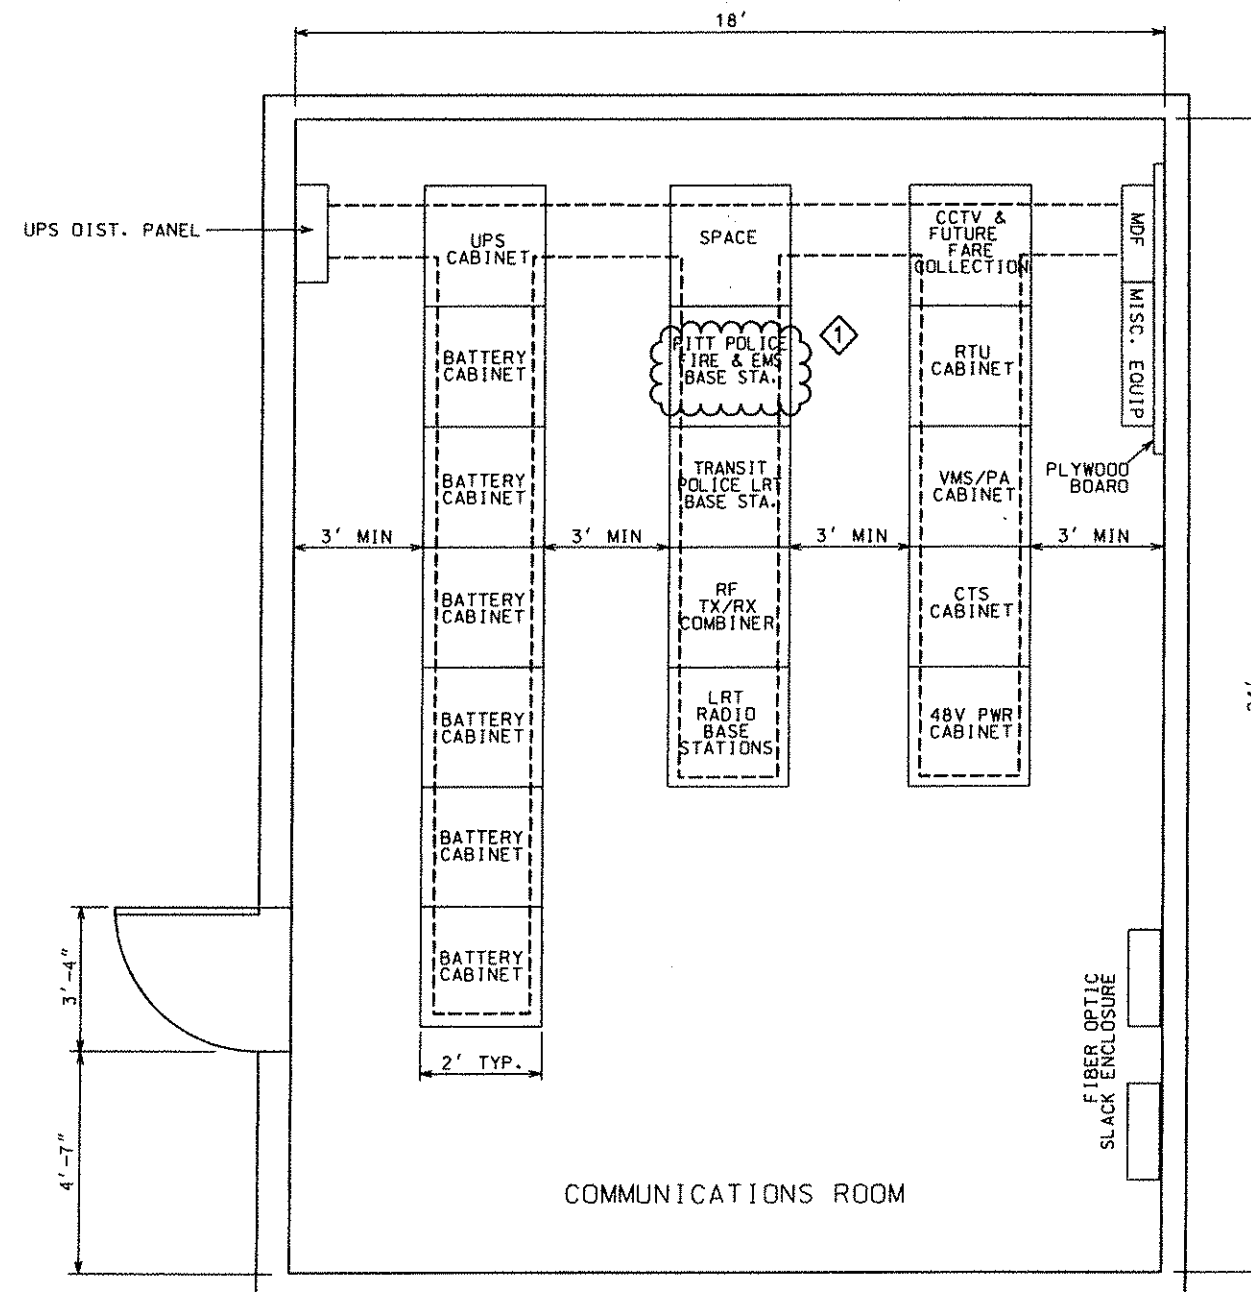 18'
UPS DIST. PANEL
UPS
CABINET
SPACE
CCTV &
FUTURE
FARE
COLLECTION
MDF
MISC. EQUIP
BATTERY
CABINET
PITT POLICE
FIRE & EMS
BASE STA.
1
RTU
CABINET
BATTERY
CABINET
TRANSIT
POLICE LRT
BASE STA.
VMS/PA
CABINET
PLYWOOD
BOARD
3' MIN
3' MIN
3' MIN
3' MIN
BATTERY
CABINET
RF
TX/RX
COMBINER
CTS
CABINET
BATTERY
CABINET
LRT
RADIO
BASE
STATIONS
48V PWR
CABINET
BATTERY
CABINET
BATTERY
CABINET
3'-4"
2' TYP.
4'-7"
FIBER OPTIC
SLACK ENCLOSURE
COMMUNICATIONS ROOM